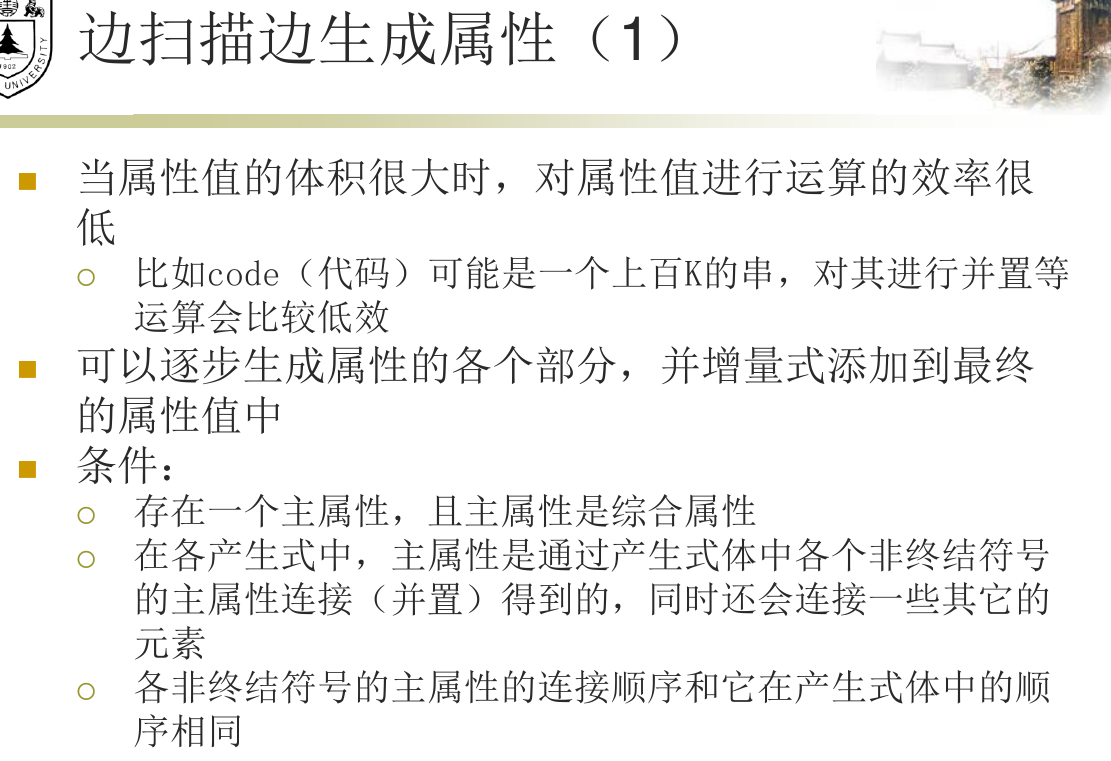 边扫描边生成属性（1）
1902
UNIVERSITY
当属性值的体积很大时，对属性值进行运算的效率很
低
比如code（代码）可能是一个上百K的串，对其进行并置等
运算会比较低效
可以逐步生成属性的各个部分，并增量式添加到最终
的属性值中
条件：
存在一个主属性，且主属性是综合属性
在各产生式中，主属性是通过产生式体中各个非终结符号
的主属性连接（并置）得到的，同时还会连接一些其它的
元素
各非终结符号的主属性的连接顺序和它在产生式体中的顺
序相同